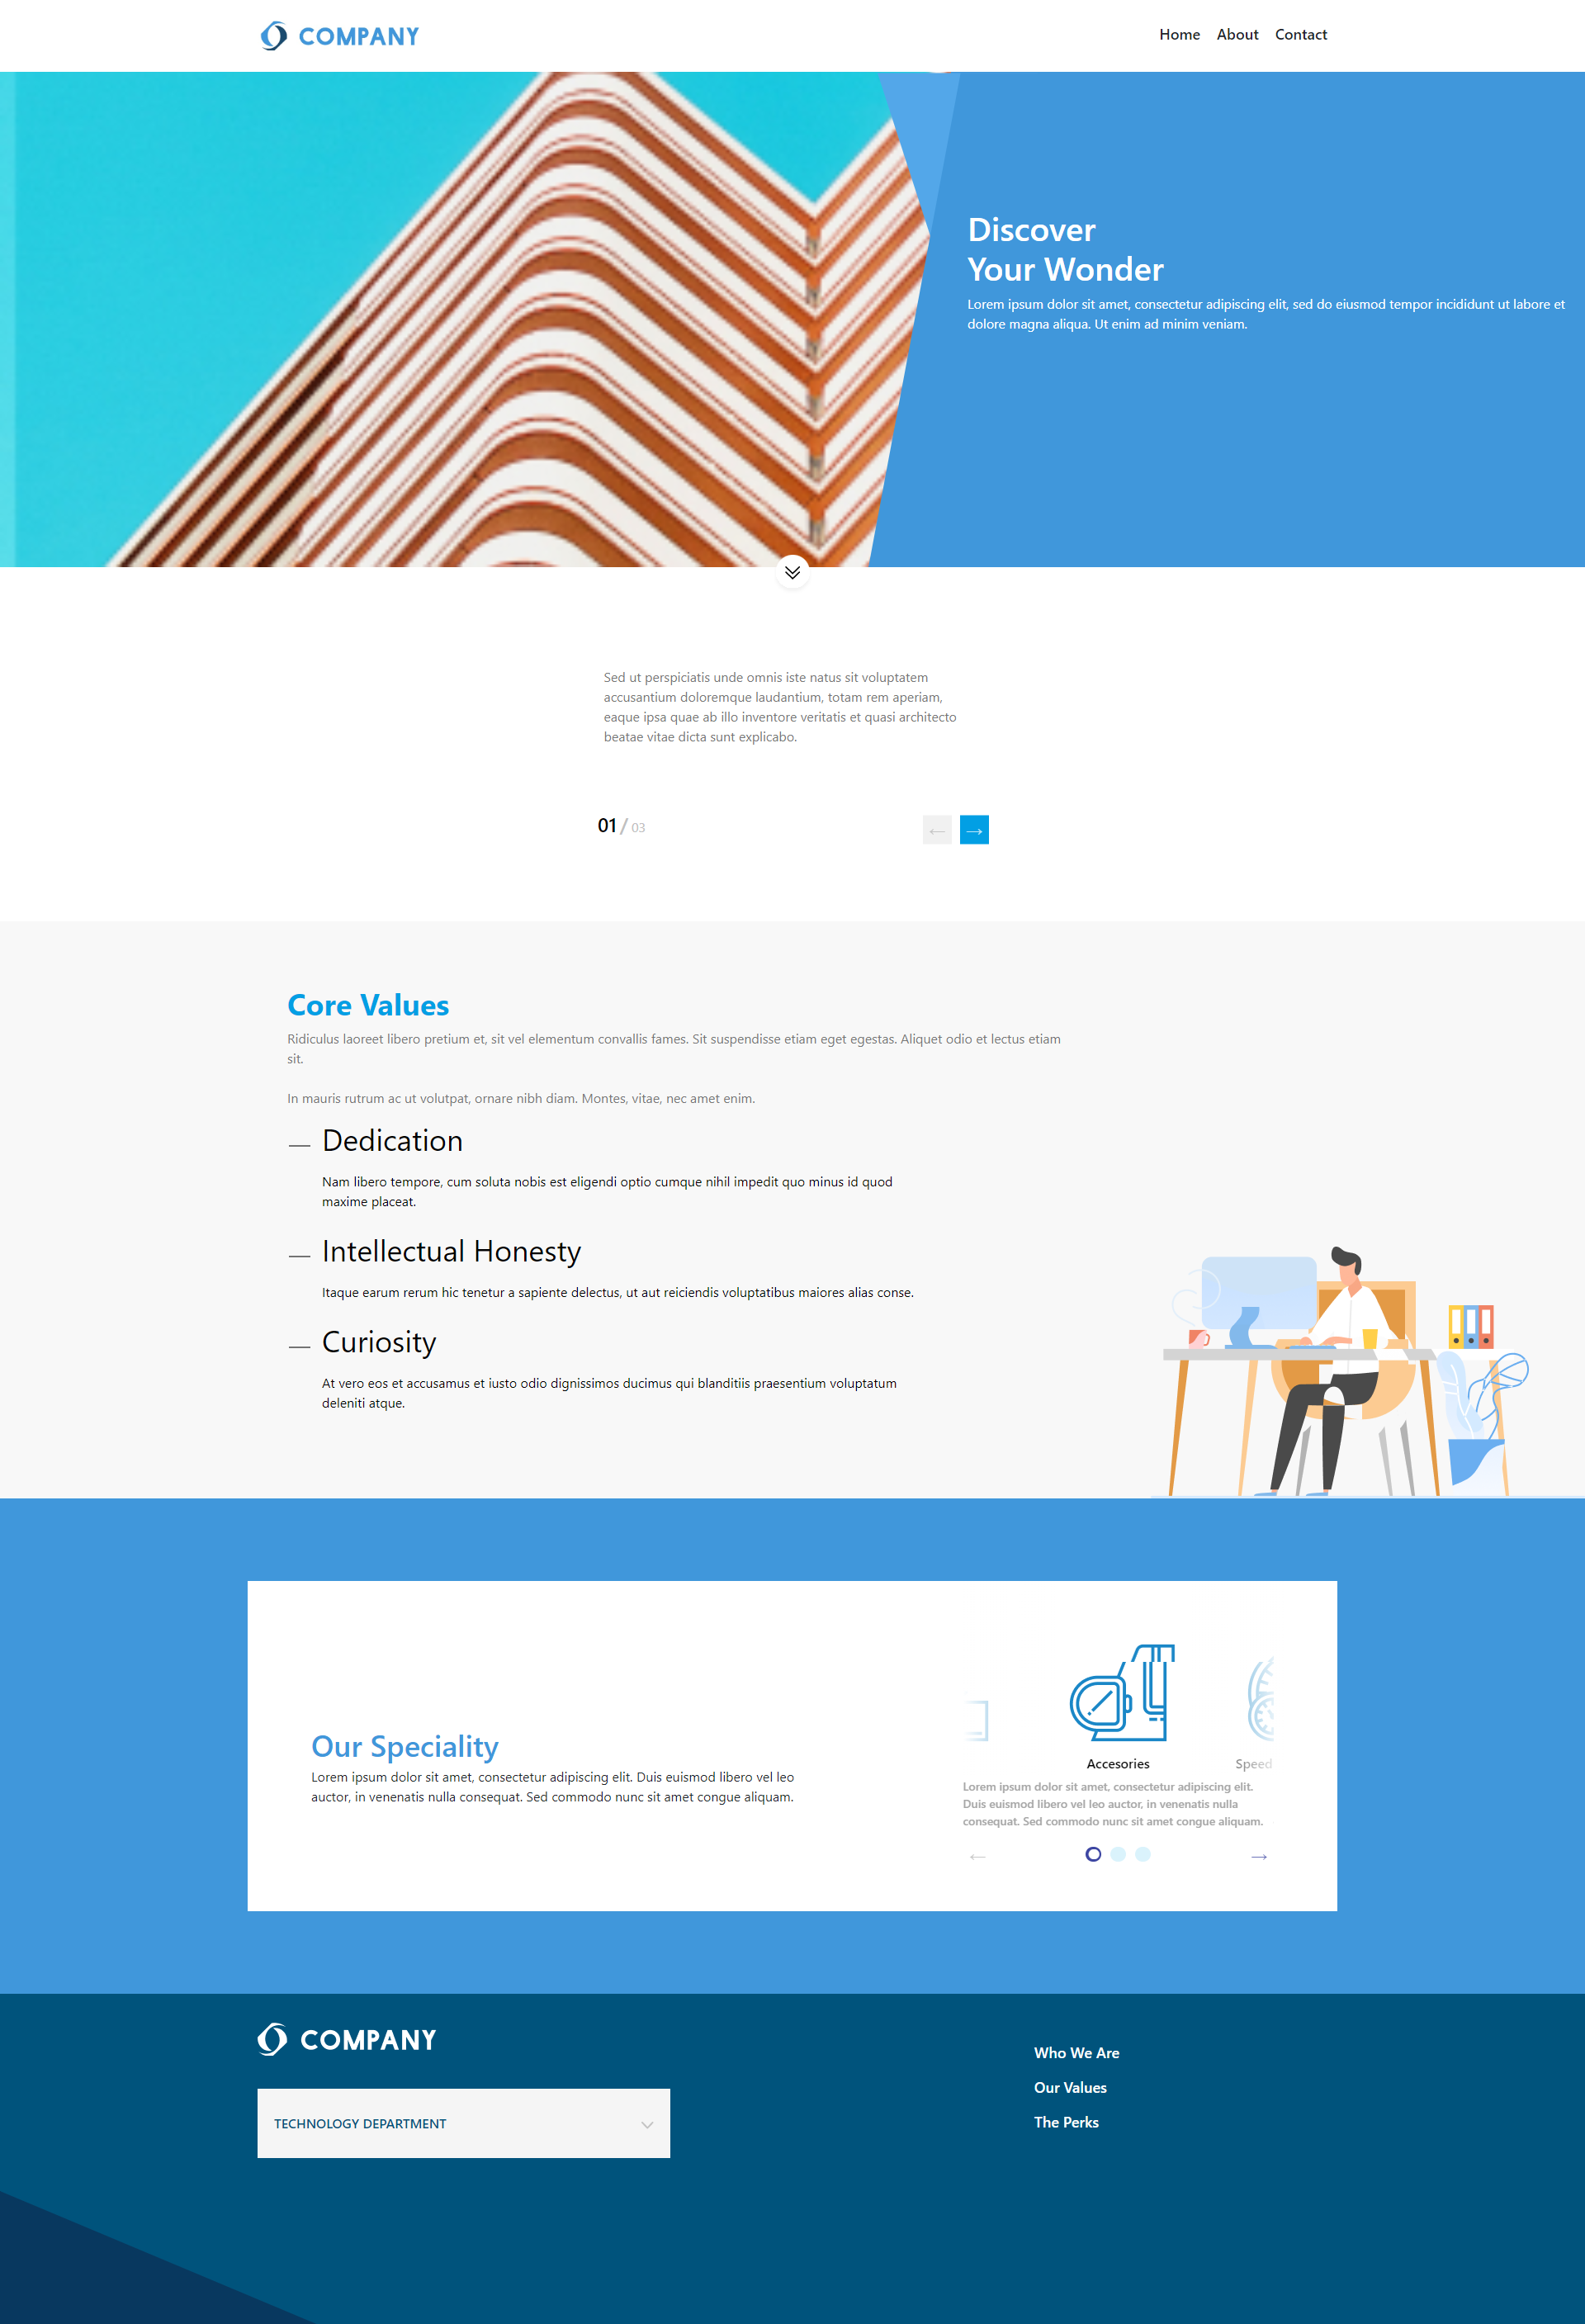 COMPANY
Home About Contact
Discover
Your Wonder
Lorem ipsum dolor sit amet, consectetur adipiscing elit, sed do eiusmod tempor incididunt ut labore et
dolore magna aliqua. Ut enim ad minim veniam.
Sed ut perspiciatis unde omnis iste natus sit voluptatem
accusantium doloremque laudantium, totam rem aperiam,
eaque ipsa quae ab illo inventore veritatis et quasi architecto
beatae vitae dicta sunt explicabo.
01 / 03
← →
Core Values
Ridiculus laoreet libero pretium et, sit vel elementum convallis fames. Sit suspendisse etiam eget egestas. Aliquet odio et lectus etiam
sit.
In mauris rutrum ac ut volutpat, ornare nibh diam. Montes, vitae, nec amet enim.
— Dedication
Nam libero tempore, cum soluta nobis est eligendi optio cumque nihil impedit quo minus id quod
maxime placeat.
— Intellectual Honesty
Itaque earum rerum hic tenetur a sapiente delectus, ut aut reiciendis voluptatibus maiores alias conse.
— Curiosity
At vero eos et accusamus et iusto odio dignissimos ducimus qui blanditiis praesentium voluptatum
deleniti atque.
Our Speciality
Lorem ipsum dolor sit amet, consectetur adipiscing elit. Duis euismod libero vel leo
auctor, in venenatis nulla consequat. Sed commodo nunc sit amet congue aliquam.
Accesories
Speed
Lorem ipsum dolor sit amet, consectetur adipiscing elit.
Duis euismod libero vel leo auctor, in venenatis nulla
consequat. Sed commodo nunc sit amet congue aliquam.
← →
COMPANY
TECHNOLOGY DEPARTMENT
Who We Are
Our Values
The Perks